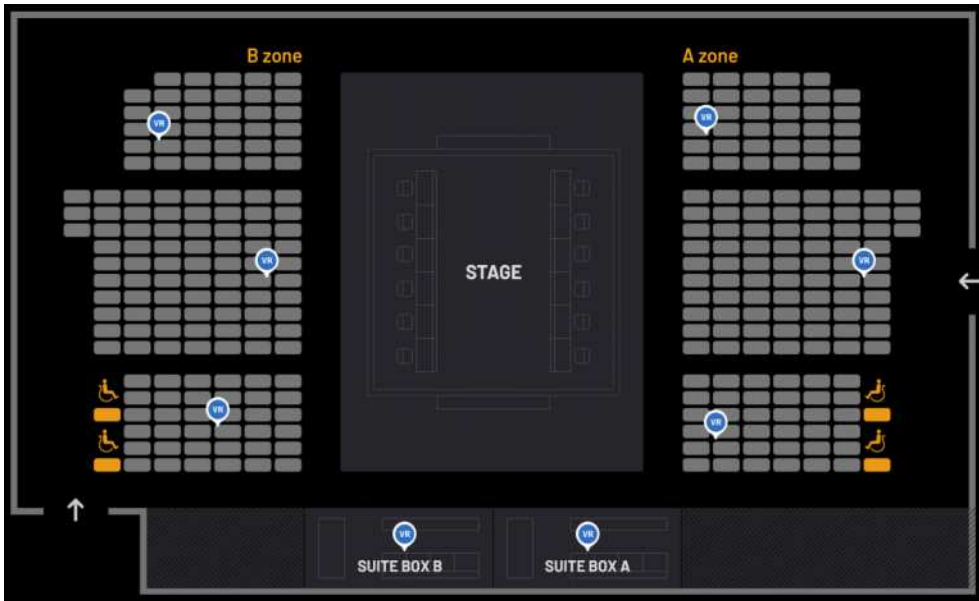 B zone
A zone
VR
VR
STAGE
VR
VR
VR
VR
VR
VR
SUITE BOX B
SUITE BOX A